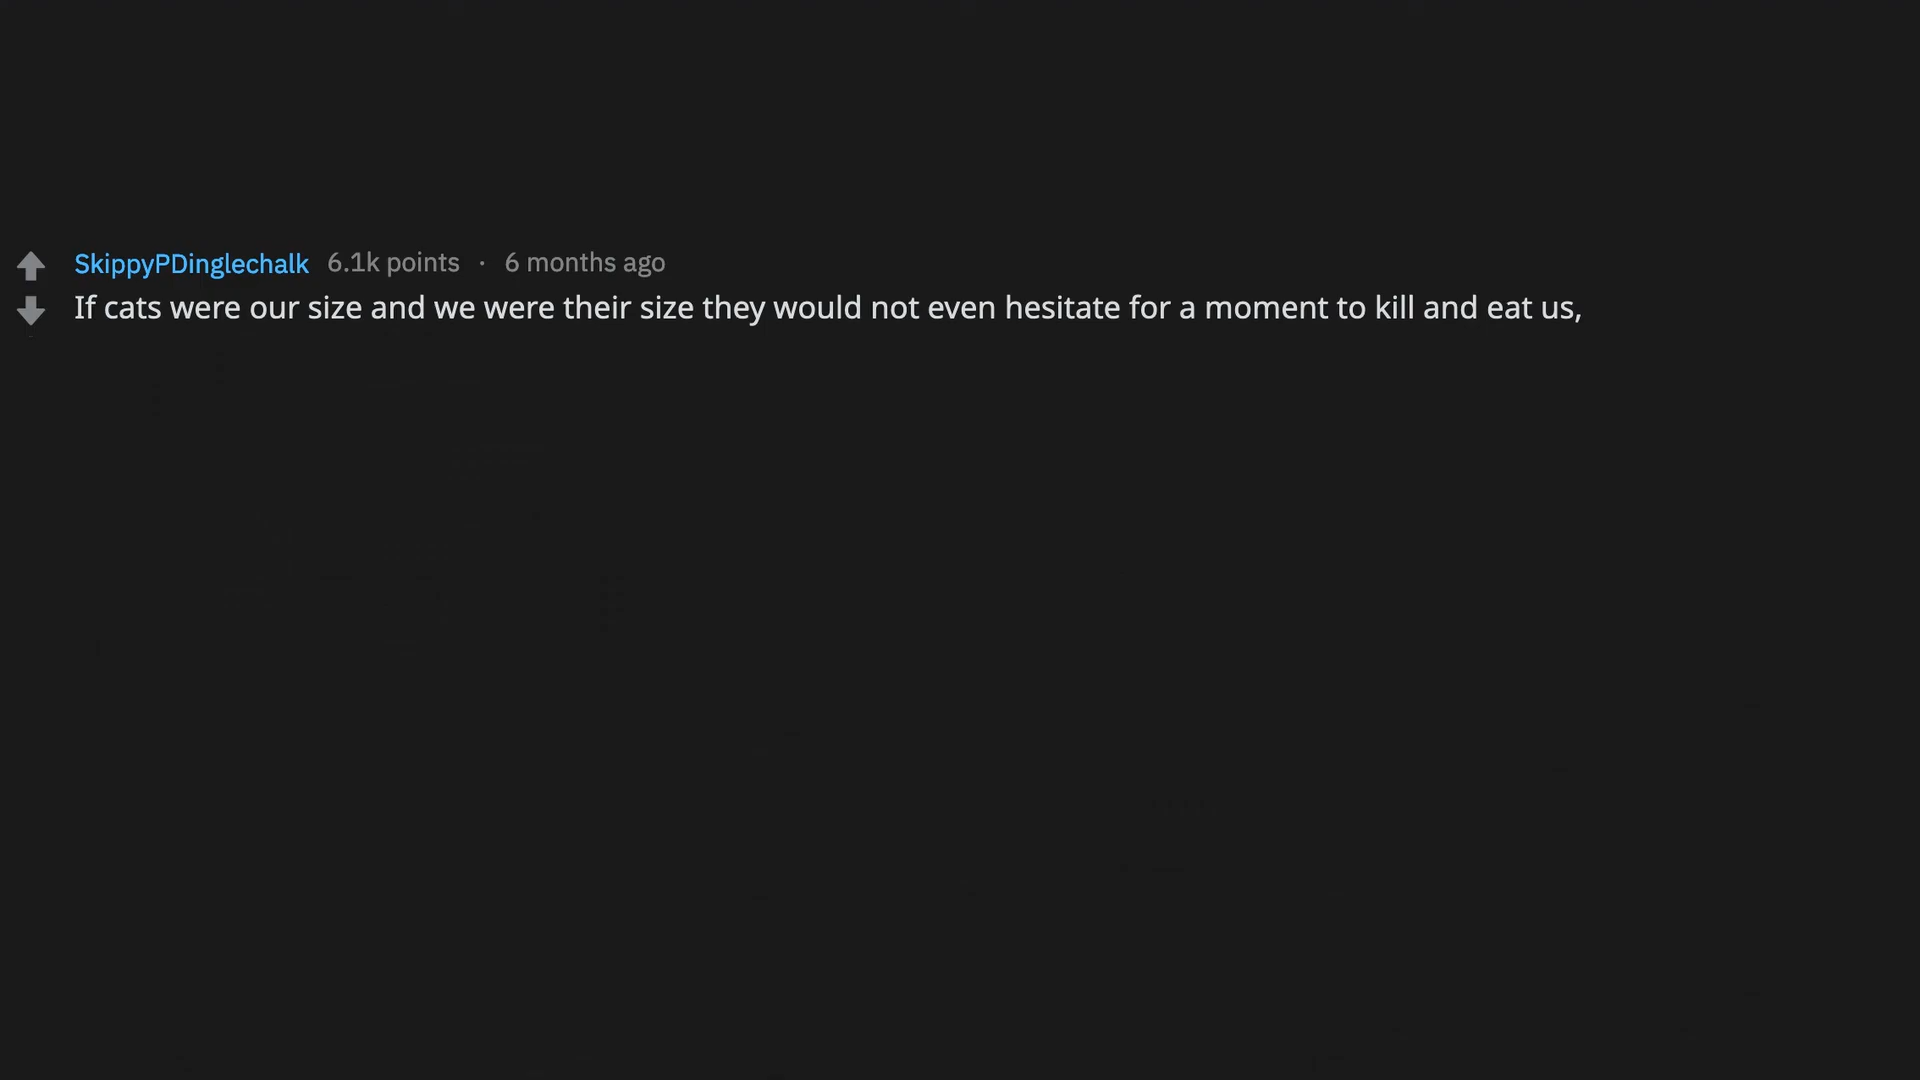 SkippyPDinglechalk 6.1k points · 6 months ago
If cats were our size and we were their size they would not even hesitate for a moment to kill and eat us,